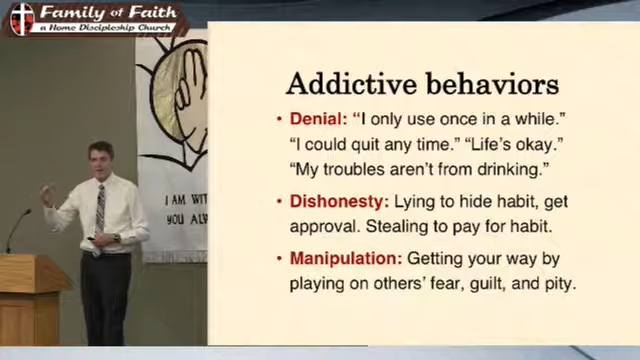 Family of Faith
a Home Discipleship Church
Addictive behaviors
• Denial: “I only use once in a while.”
“I could quit any time.” “Life’s okay.”
“My troubles aren’t from drinking.”
• Dishonesty: Lying to hide habit, get
approval. Stealing to pay for habit.
• Manipulation: Getting your way by
playing on others’ fear, guilt, and pity.
I AM WIT
YOU ALW